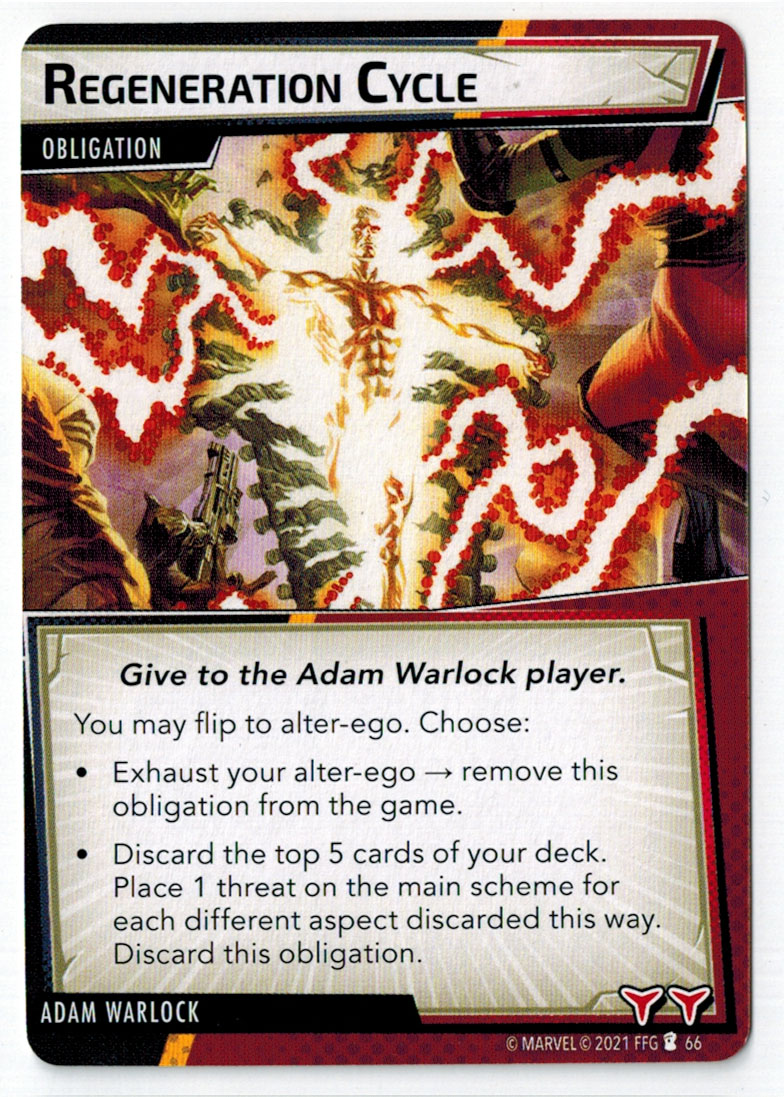 REGENERATION CYCLE
OBLIGATION
Give to the Adam Warlock player.
You may flip to alter-ego. Choose:
• Exhaust your alter-ego → remove this
obligation from the game.
• Discard the top 5 cards of your deck.
Place 1 threat on the main scheme for
each different aspect discarded this way.
Discard this obligation.
ADAM WARLOCK
© MARVEL © 2021 FFG 66